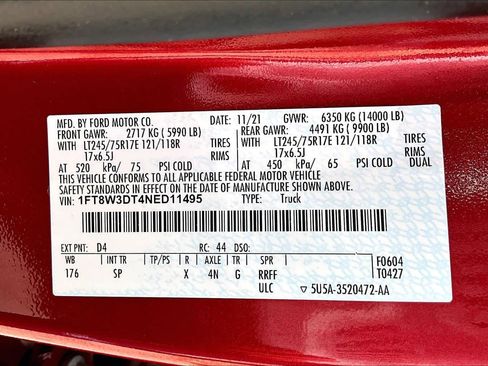 MFD. BY FORD MOTOR CO.
DATE: 11/21 GVWR: 6350 KG (14000 LB)
FRONT GAWR: 2717 KG ( 5990 LB) REAR GAWR: 4491 KG ( 9900 LB)
LT245/75R17E 121/118R WITH LT245/75R17E 121/118R WITH
17x6.5J TIRES 17x6.5J TIRES
RIMS RIMS
AT 520 kPa/ 75 PSI COLD AT 450 kPa/ 65 PSI COLD DUAL
THIS VEHICLE CONFORMS TO ALL APPLICABLE FEDERAL MOTOR VEHICLE
SAFETY STANDARDS IN EFFECT ON THE DATE OF MANUFACTURE SHOWN ABOVE.
VIN: 1FT8W3DT4NED11495 TYPE: Truck
EXT PNT: D4 RC: 44 DSO: F0604
WB INT TR TP/PS R AXLE TR SPR T0427
176 SP X 4N G RRFF
ULC ▽ 5U5A-3520472-AA